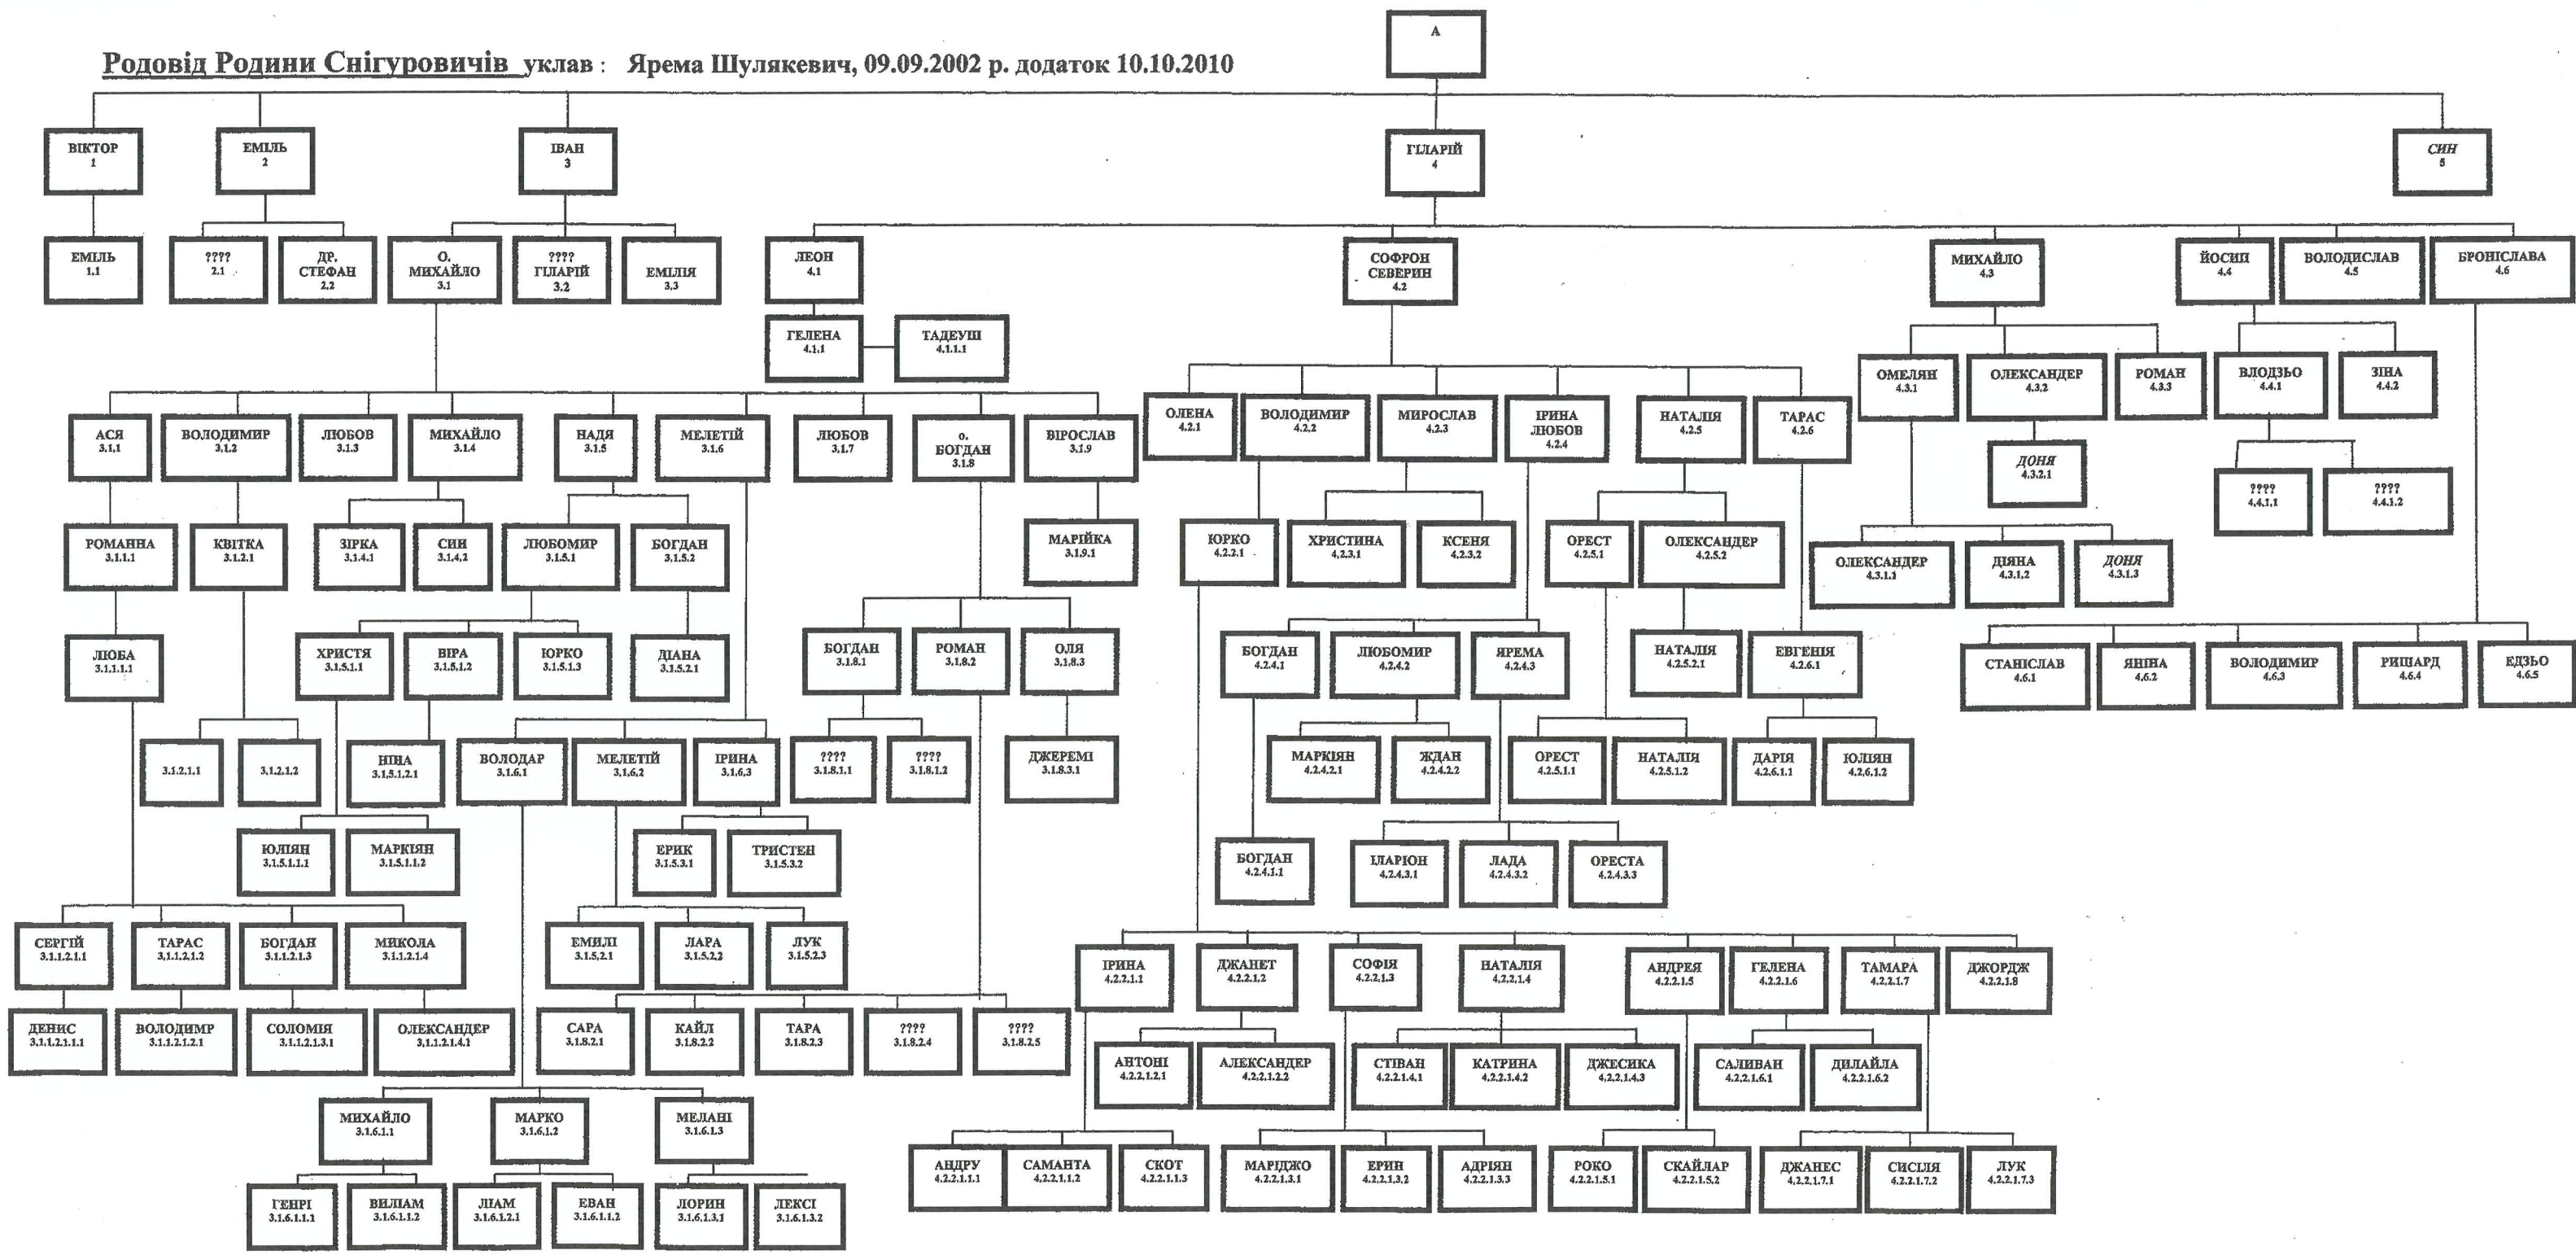 А
Родовід Родини Снігуровичів уклав : Ярема Шулякевич, 09.09.2002 р. додаток 10.10.2010
ВІКТОР
1
ЕМІЛЬ
2
ІВАН
3
ГІЛАРІЙ
4
СИН
5
ЕМІЛЬ
1.1
????
2.1
ДР.
СТЕФАН
2.2
О.
МИХАЙЛО
3.1
????
ГІЛАРІЙ
3.2
ЕМІЛІЯ
3.3
ЛЕОН
4.1
СОФРОН
СЕВЕРИН
4.2
МИХАЙЛО
4.3
ЙОСИП
4.4
ВОЛОДИСЛАВ
4.5
БРОНІСЛАВА
4.6
ГЕЛЕНА
4.1.1
ТАДЕУШ
4.1.1.1
ОМЕЛЯН
4.3.1
ОЛЕКСАНДЕР
4.3.2
РОМАН
4.3.3
ВЛОДЗЬО
4.4.1
ЗІНА
4.4.2
АСЯ
3.1.1
ВОЛОДИМИР
3.1.2
ЛЮБОВ
3.1.3
МИХАЙЛО
3.1.4
НАДЯ
3.1.5
МЕЛЕТІЙ
3.1.6
ЛЮБОВ
3.1.7
о.
БОГДАН
3.1.8
ВІРОСЛАВ
3.1.9
ОЛЕНА
4.2.1
ВОЛОДИМИР
4.2.2
МИРОСЛАВ
4.2.3
ІРИНА
ЛЮБОВ
4.2.4
НАТАЛІЯ
4.2.5
ТАРАС
4.2.6
ДОНЯ
4.3.2.1
????
4.4.1.1
????
4.4.1.2
РОМАННА
3.1.1.1
КВІТКА
3.1.2.1
ЗІРКА
3.1.4.1
СИН
3.1.4.2
ЛЮБОМИР
3.1.5.1
БОГДАН
3.1.5.2
МАРІЙКА
3.1.9.1
ЮРКО
4.2.2.1
ХРИСТИНА
4.2.3.1
КСЕНЯ
4.2.3.2
ОРЕСТ
4.2.5.1
ОЛЕКСАНДЕР
4.2.5.2
ОЛЕКСАНДЕР
4.3.1.1
ДІЯНА
4.3.1.2
ДОНЯ
4.3.1.3
ЛЮБА
3.1.1.1.1
ХРИСТЯ
3.1.5.1.1
ВІРА
3.1.5.1.2
ЮРКО
3.1.5.1.3
ДІАНА
3.1.5.2.1
БОГДАН
3.1.8.1
РОМАН
3.1.8.2
ОЛЯ
3.1.8.3
БОГДАН
4.2.4.1
ЛЮБОМИР
4.2.4.2
ЯРЕМА
4.2.4.3
НАТАЛІЯ
4.2.5.2.1
ЕВГЕНІЯ
4.2.6.1
СТАНІСЛАВ
4.6.1
ЯНІНА
4.6.2
ВОЛОДИМИР
4.6.3
РИШАРД
4.6.4
ЕДЗЬО
4.6.5
3.1.2.1.1
3.1.2.1.2
НІНА
3.1.5.1.2.1
ВОЛОДАР
3.1.6.1
МЕЛЕТІЙ
3.1.6.2
ІРИНА
3.1.6.3
????
3.1.8.1.1
????
3.1.8.1.2
ДЖЕРЕМІ
3.1.8.3.1
МАРКІЯН
4.2.4.2.1
ЖДАН
4.2.4.2.2
ОРЕСТ
4.2.5.1.1
НАТАЛІЯ
4.2.5.1.2
ДАРІЯ
4.2.6.1.1
ЮЛІЯН
4.2.6.1.2
ЮЛІЯН
3.1.5.1.1.1
МАРКІЯН
3.1.5.1.1.2
ЕРИК
3.1.5.3.1
ТРИСТЕН
3.1.5.3.2
БОГДАН
4.2.4.1.1
ІЛАРІОН
4.2.4.3.1
ЛАДА
4.2.4.3.2
ОРЕСТА
4.2.4.3.3
СЕРГІЙ
3.1.1.2.1.1
ТАРАС
3.1.1.2.1.2
БОГДАН
3.1.1.2.1.3
МИКОЛА
3.1.1.2.1.4
ЕМИЛІ
3.1.5.2.1
ЛАРА
3.1.5.2.2
ЛУК
3.1.5.2.3
ІРИНА
4.2.2.1.1
ДЖАНЕТ
4.2.2.1.2
СОФІЯ
4.2.2.1.3
НАТАЛІЯ
4.2.2.1.4
АНДРЕЯ
4.2.2.1.5
ГЕЛЕНА
4.2.2.1.6
ТАМАРА
4.2.2.1.7
ДЖОРДЖ
4.2.2.1.8
ДЕНИС
3.1.1.2.1.1.1
ВОЛОДИМР
3.1.1.2.1.2.1
СОЛОМІЯ
3.1.1.2.1.3.1
ОЛЕКСАНДЕР
3.1.1.2.1.4.1
САРА
3.1.8.2.1
КАЙЛ
3.1.8.2.2
ТАРА
3.1.8.2.3
????
3.1.8.2.4
????
3.1.8.2.5
АНТОНІ
4.2.2.1.2.1
АЛЕКСАНДЕР
4.2.2.1.2.2
СТІВАН
4.2.2.1.4.1
КАТРИНА
4.2.2.1.4.2
ДЖЕСИКА
4.2.2.1.4.3
САЛИВАН
4.2.2.1.6.1
ДИЛАЙЛА
4.2.2.1.6.2
МИХАЙЛО
3.1.6.1.1
МАРКО
3.1.6.1.2
МЕЛАНІ
3.1.6.1.3
АНДРУ
4.2.2.1.1.1
САМАНТА
4.2.2.1.1.2
СКОТ
4.2.2.1.1.3
МАРІДЖО
4.2.2.1.3.1
ЕРИН
4.2.2.1.3.2
АДРІЯН
4.2.2.1.3.3
РОКО
4.2.2.1.5.1
СКАЙЛАР
4.2.2.1.5.2
ДЖАНЕС
4.2.2.1.7.1
СИСІЛЯ
4.2.2.1.7.2
ЛУК
4.2.2.1.7.3
ГЕНРІ
3.1.6.1.1.1
ВИЛІАМ
3.1.6.1.1.2
ЛІАМ
3.1.6.1.2.1
ЕВАН
3.1.6.1.1.2
ЛОРИН
3.1.6.1.3.1
ЛЕКСІ
3.1.6.1.3.2